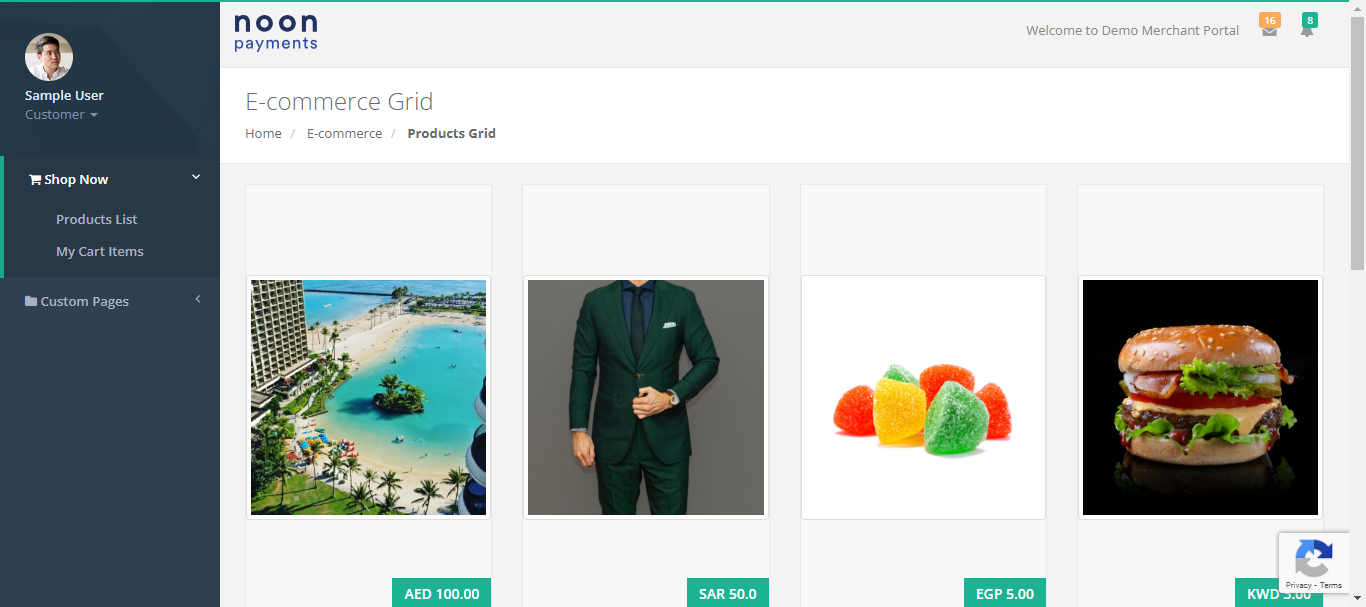 Sample User
Customer
Shop Now
Products List
My Cart Items
Custom Pages
noon
payments
Welcome to Demo Merchant Portal
16
8
E-commerce Grid
Home / E-commerce / Products Grid
AED 100.00
SAR 50.0
EGP 5.00
KWD 3.00
Privacy - Terms